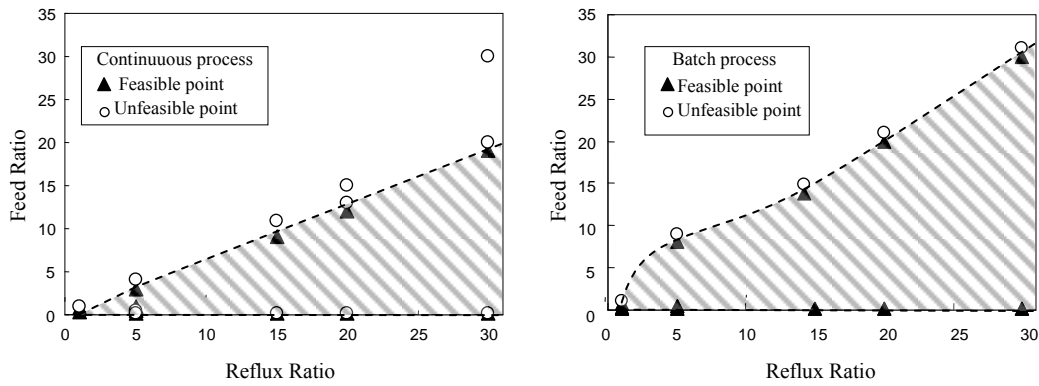 35
30
25
20
15
10
5
0
Feed Ratio
Continuuous process
Feasible point
Unfeasible point
0 5 10 15 20 25 30
Reflux Ratio
35
30
25
20
15
10
5
0
Feed Ratio
Batch process
Feasible point
Unfeasible point
0 5 10 15 20 25 30
Reflux Ratio